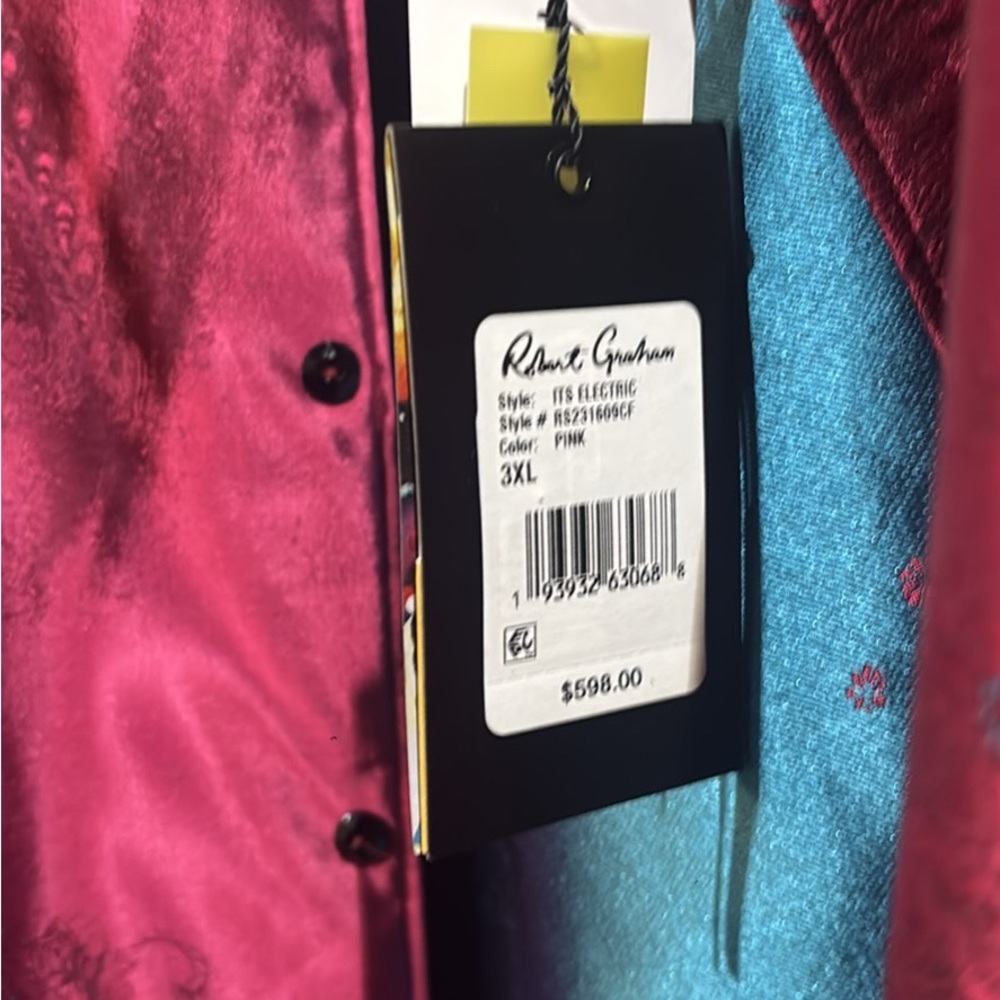 Robert Graham
Style: ITS ELECTRIC
Style # RS231609CF
Color: PINK
3XL
1 93932 63068 8
$598.00